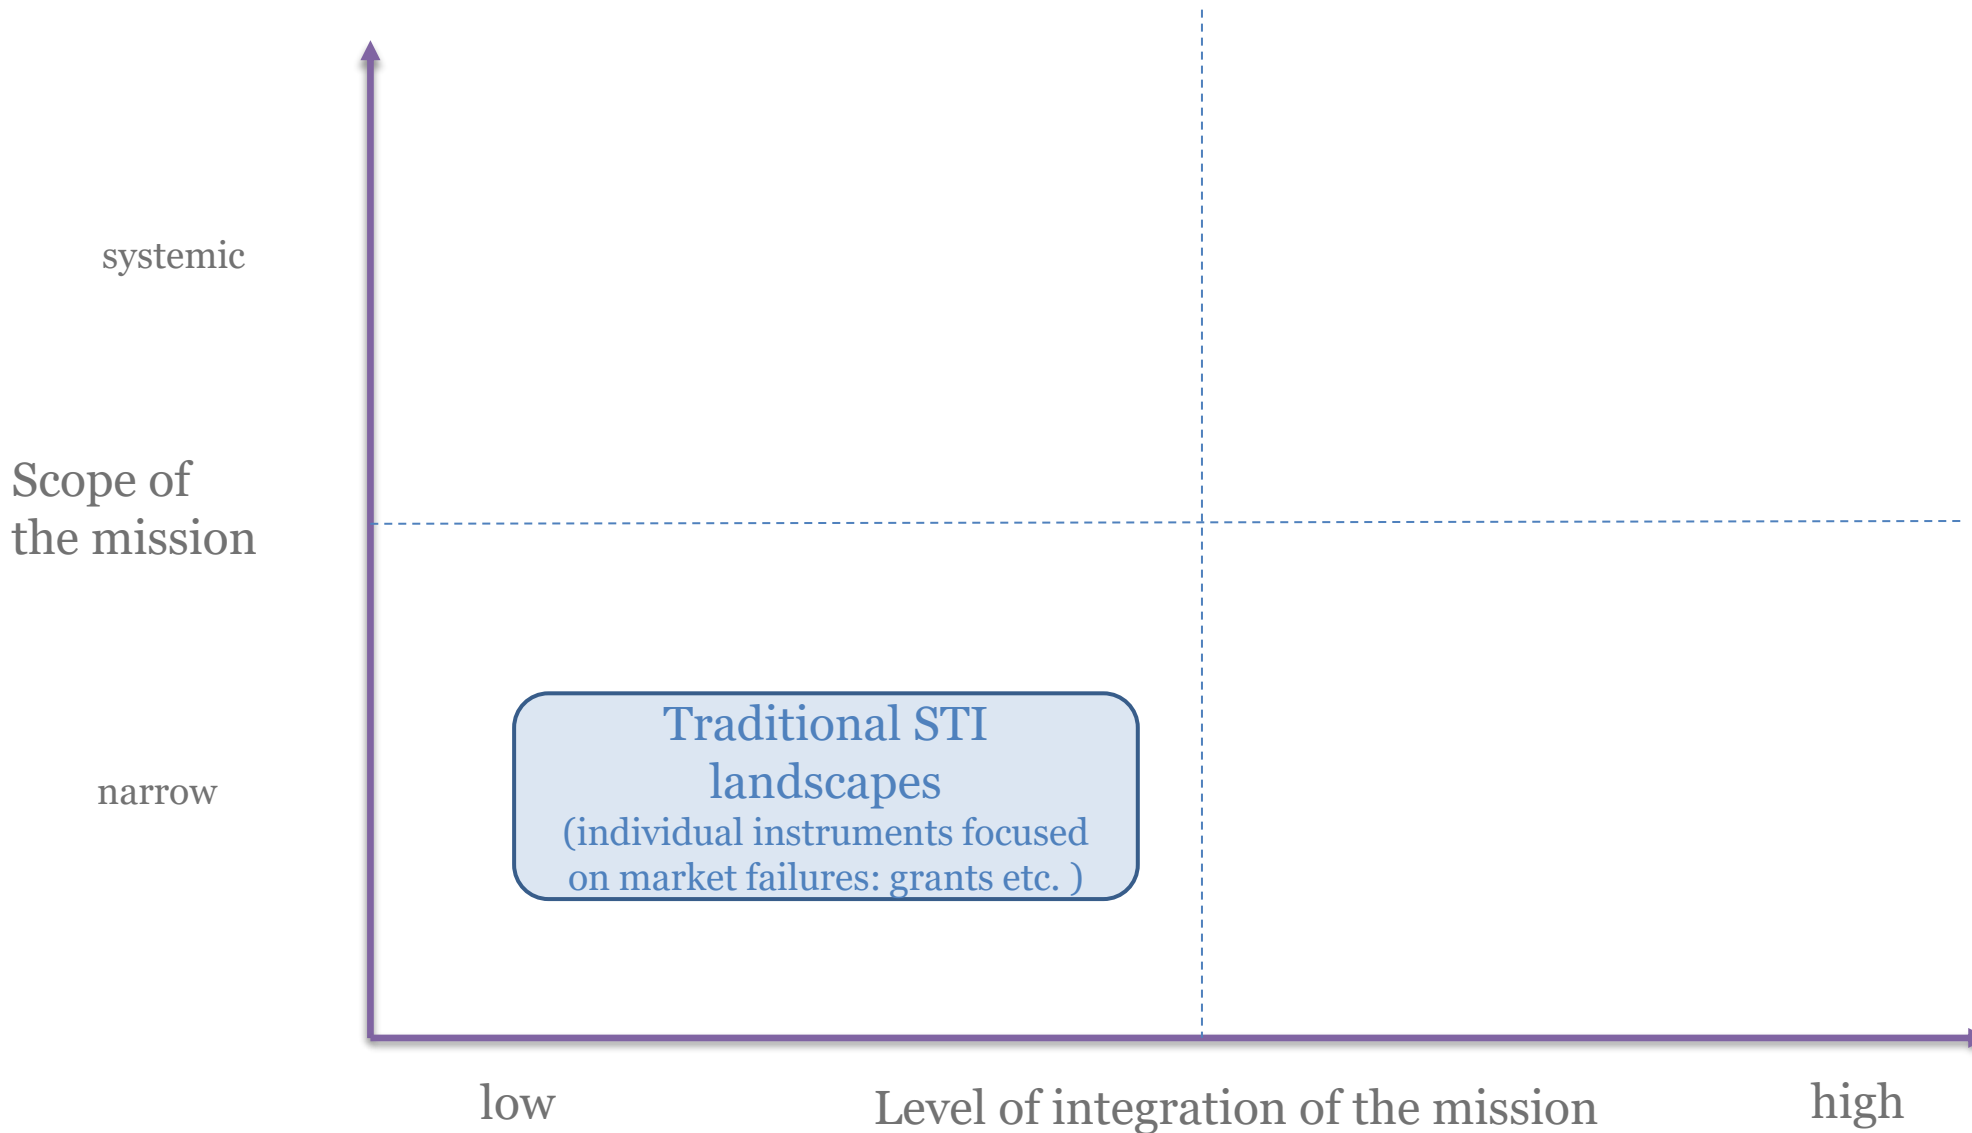 systemic
Scope of
the mission
narrow
Traditional STI
landscapes
(individual instruments focused
on market failures: grants etc. )
low
Level of integration of the mission
high